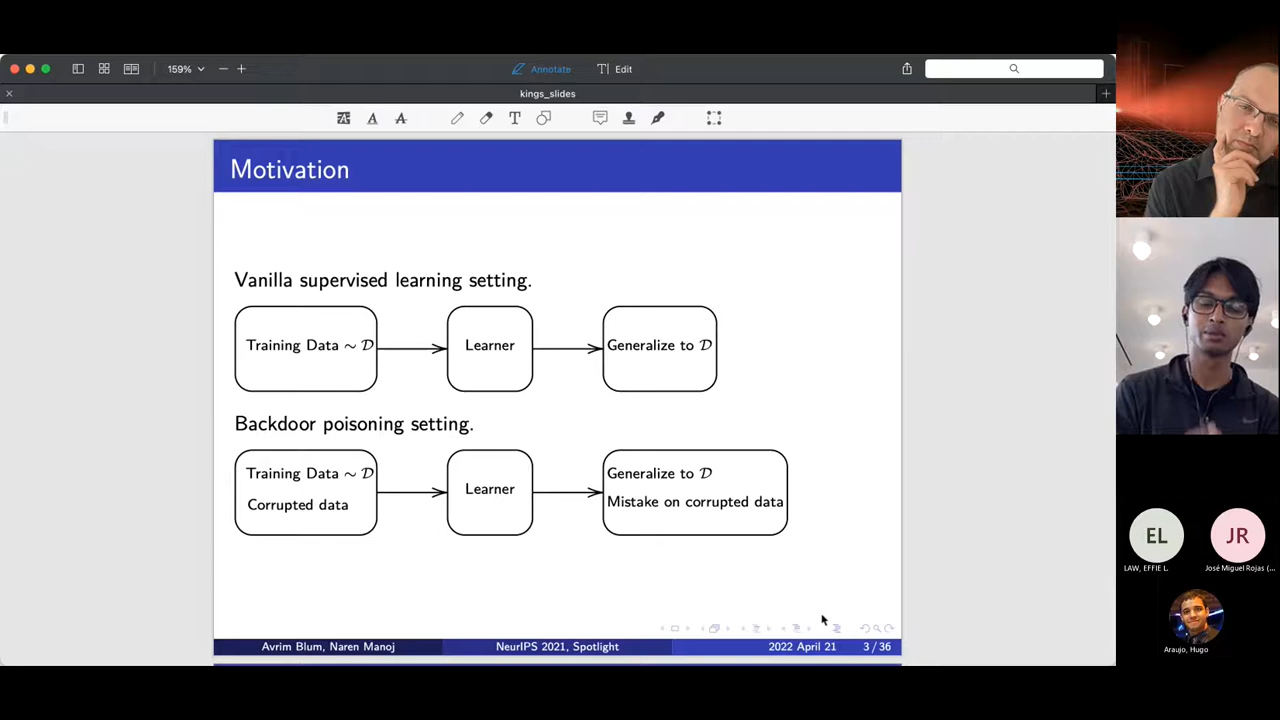 159%
Annotate
Edit
kings_slides
Motivation
Vanilla supervised learning setting.
Training Data ∼ 𝒟
Learner
Generalize to 𝒟
Backdoor poisoning setting.
Training Data ∼ 𝒟
Corrupted data
Learner
Generalize to 𝒟
Mistake on corrupted data
Avrim Blum, Naren Manoj
NeurIPS 2021, Spotlight
2022 April 21
3 / 36
EL
LAW, EFFIE L.
JR
José Miguel Rojas (...
Araujo, Hugo